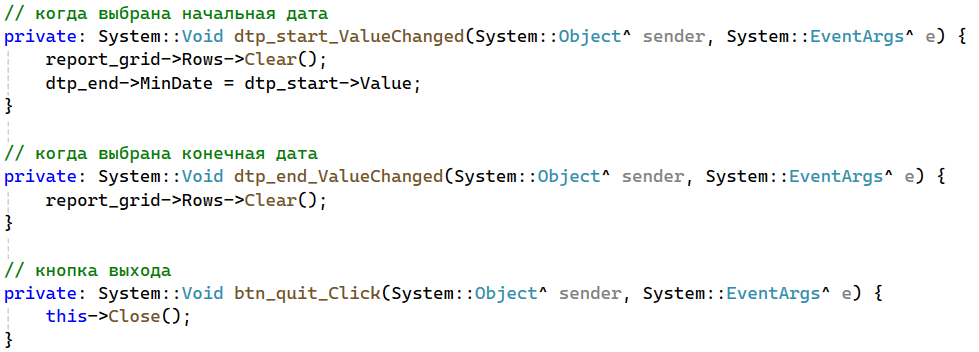 // когда выбрана начальная дата
private: System::Void dtp_start_ValueChanged(System::Object^ sender, System::EventArgs^ e) {
    report_grid->Rows->Clear();
    dtp_end->MinDate = dtp_start->Value;
}

// когда выбрана конечная дата
private: System::Void dtp_end_ValueChanged(System::Object^ sender, System::EventArgs^ e) {
    report_grid->Rows->Clear();
}

// кнопка выхода
private: System::Void btn_quit_Click(System::Object^ sender, System::EventArgs^ e) {
    this->Close();
}